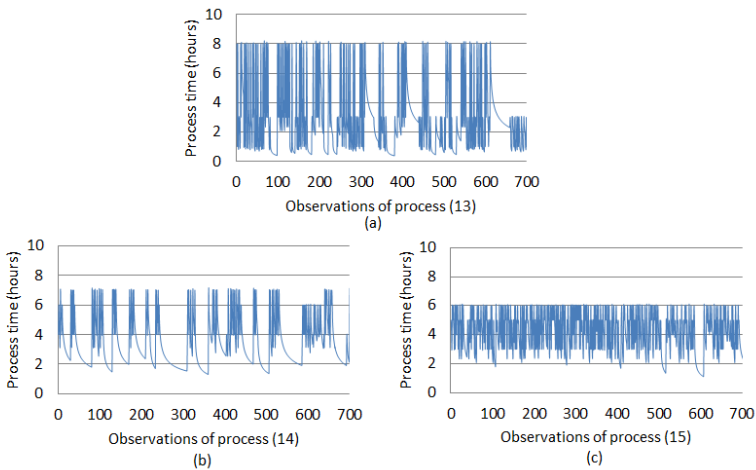 10
8
6
4
2
0
Process time (hours)
0 100 200 300 400 500 600 700
Observations of process (13)
(a)
10
8
6
4
2
0
Process time (hours)
0 100 200 300 400 500 600 700
Observations of process (14)
(b)
10
8
6
4
2
0
Process time (hours)
0 100 200 300 400 500 600 700
Observations of process (15)
(c)